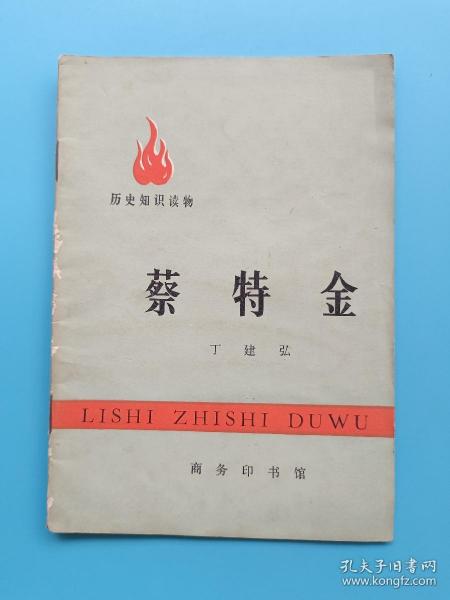 历史知识读物
蔡特金
丁建弘
LISHI ZHISHI DUWU
商务印书馆
孔夫子旧书网
www.kongfz.com